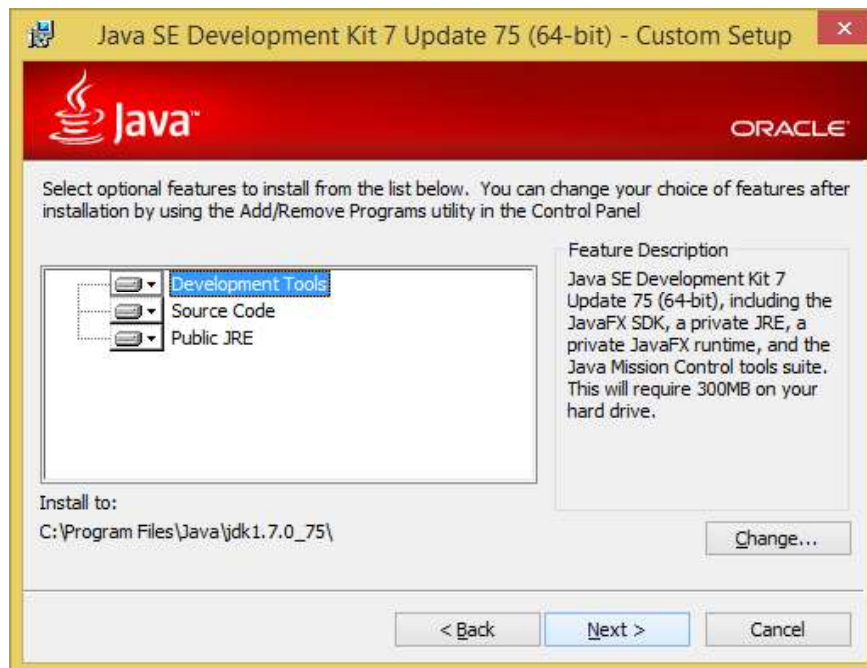 Java SE Development Kit 7 Update 75 (64-bit) - Custom Setup
Java™
ORACLE
Select optional features to install from the list below.  You can change your choice of features after
installation by using the Add/Remove Programs utility in the Control Panel
Development Tools
Source Code
Public JRE
Feature Description
Java SE Development Kit 7
Update 75 (64-bit), including the
JavaFX SDK, a private JRE, a
private JavaFX runtime, and the
Java Mission Control tools suite.
This will require 300MB on your
hard drive.
Install to:
C:\Program Files\Java\jdk1.7.0_75\
Change...
< Back
Next >
Cancel